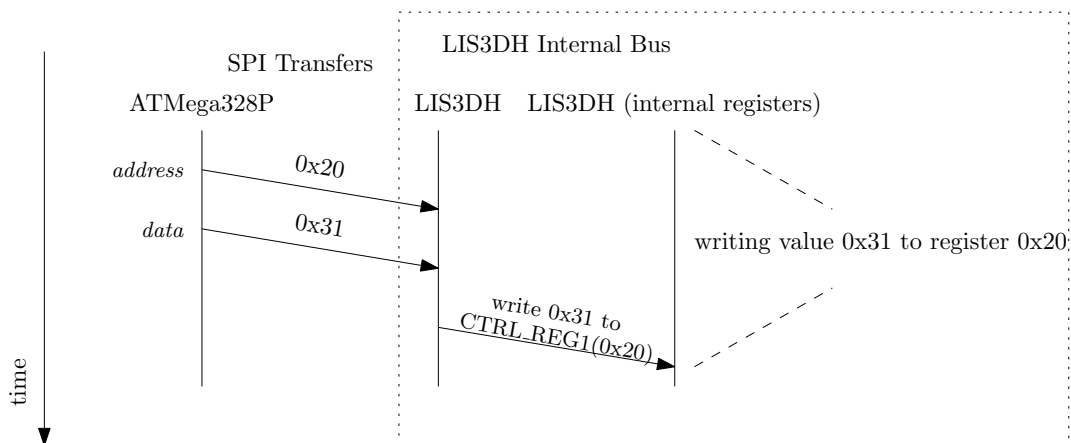 LIS3DH Internal Bus
SPI Transfers
ATMega328P
LIS3DH
LIS3DH (internal registers)
address
0x20
data
0x31
writing value 0x31 to register 0x20
write 0x31 to
CTRL_REG1(0x20)
time